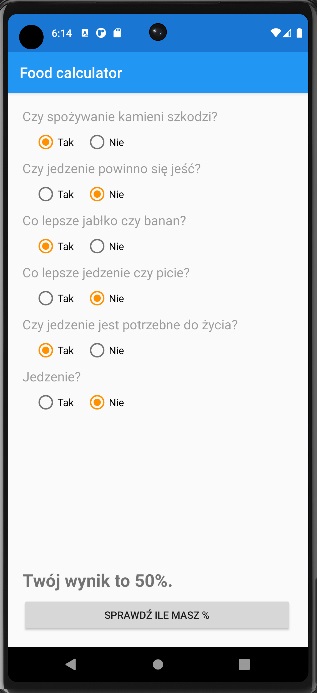 6:14
Food calculator
Czy spożywanie kamieni szkodzi?
Tak Nie
Czy jedzenie powinno się jeść?
Tak Nie
Co lepsze jabłko czy banan?
Tak Nie
Co lepsze jedzenie czy picie?
Tak Nie
Czy jedzenie jest potrzebne do życia?
Tak Nie
Jedzenie?
Tak Nie
Twój wynik to 50%.
SPRAWDŹ ILE MASZ %